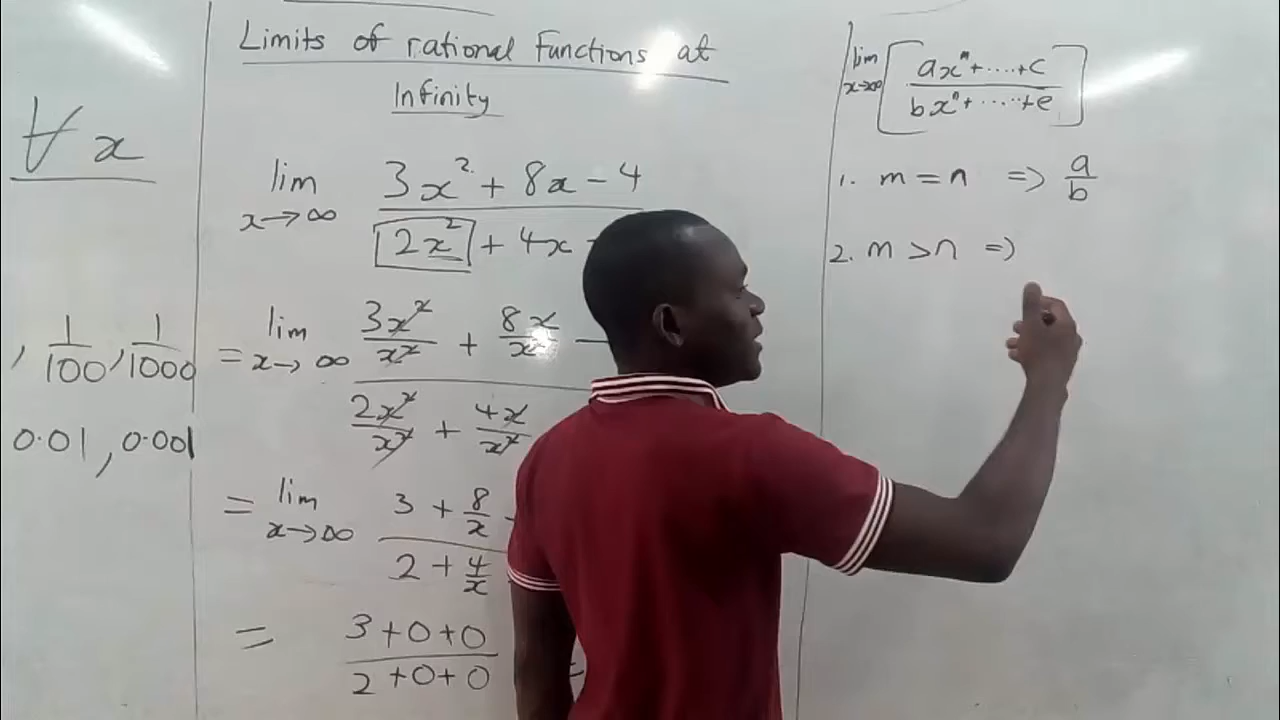 ∀ x
, 1/100, 1/1000
0.01, 0.001
Limits of rational functions at
Infinity
lim x→∞ (3x² + 8x - 4) / (2x² + 4x
= lim x→∞ (3x²/x² + 8x/x² - / (2x²/x² + 4x/x²
= lim x→∞ (3 + 8/x / (2 + 4/x
= (3+0+0) / (2+0+0) =
lim x→∞ [(axᵐ+....+c) / (bxⁿ+.....+e)]
1. m = n => a/b
2. m > n =>